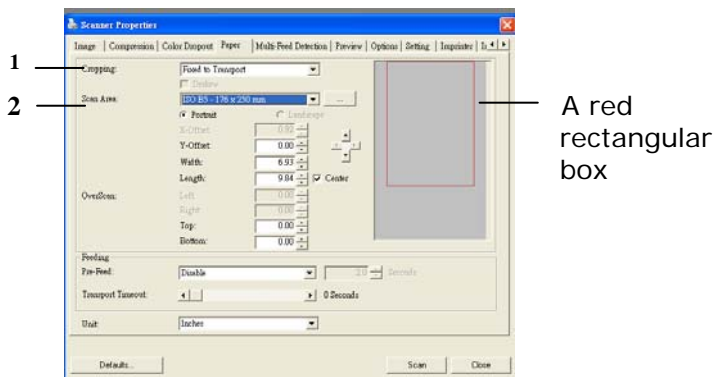 Scanner Properties
Image Compression Color Dropout Paper Multi-Feed Detection Preview Options Setting Imprinter
1
Cropping: Fixed to Transport
Deskew
2
Scan Area: ISO B5 - 176 x 250 mm ...
Portrait Landscape
X-Offset: 0.92
Y-Offset: 0.00
Width: 6.93
Length: 9.84 Center
OverScan: Left: 0.00
Right: 0.00
Top: 0.00
Bottom: 0.00
A red
rectangular
box
Feeding
Pre-Feed: Disable 2.0 Seconds
Transport Timeout: 0 Seconds
Unit: Inches
Defaults... Scan Close